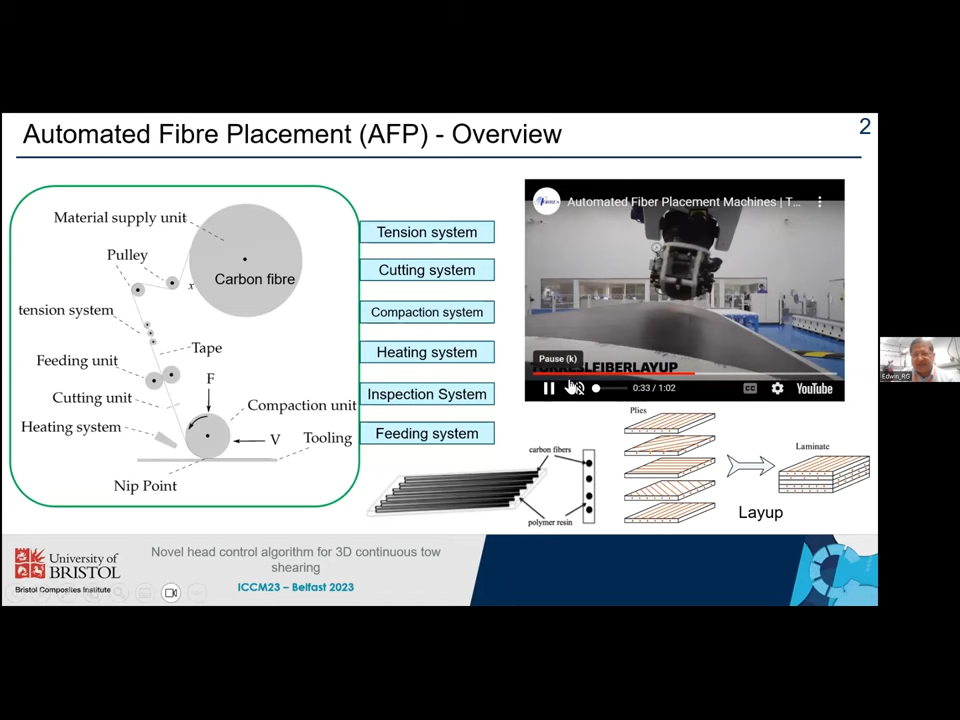 Automated Fibre Placement (AFP) - Overview
2
Material supply unit
Pulley
Carbon fibre
x
tension system
Tape
Feeding unit
F
Cutting unit
Compaction unit
Heating system
V
Tooling
Nip Point
Tension system
Cutting system
Compaction system
Heating system
Inspection System
Feeding system
Automated Fiber Placement Machines | T...
Pause (k)
TORRESFIBERLAYUP
0:33 / 1:02
CC
YouTube
carbon fibers
polymer resin
Plies
Laminate
Layup
Edwin_RG
University of
BRISTOL
Bristol Composites Institute
Novel head control algorithm for 3D continuous tow
shearing
ICCM23 – Belfast 2023